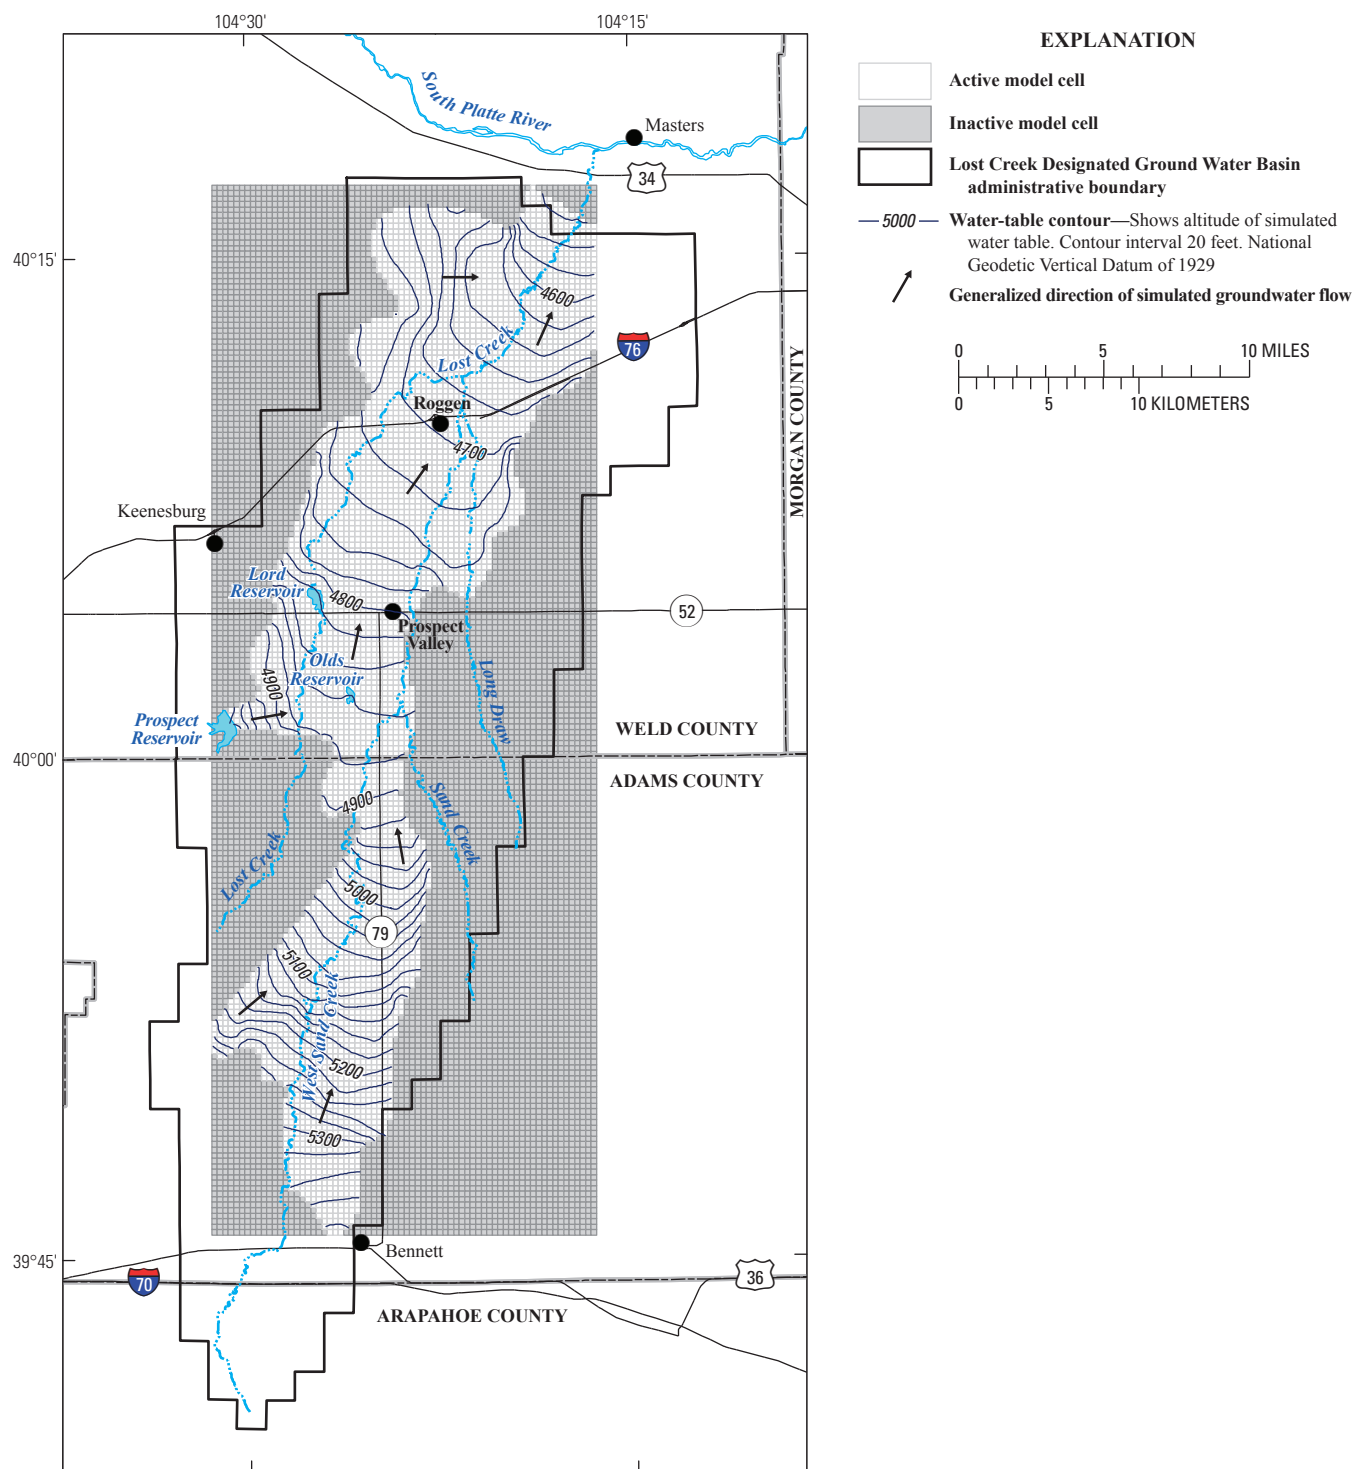 104°30'
104°15'
EXPLANATION
Active model cell
Inactive model cell
Lost Creek Designated Ground Water Basin
administrative boundary
5000 Water-table contour—Shows altitude of simulated
water table. Contour interval 20 feet. National
Geodetic Vertical Datum of 1929
Generalized direction of simulated groundwater flow
0 5 10 MILES
0 5 10 KILOMETERS
South Platte River
Masters
34
40°15'
4600
76
Lost Creek
Roggen
4700
MORGAN COUNTY
Keenesburg
Lord
Reservoir
4800
52
Prospect
Valley
Olds
Reservoir
4900
Long Draw
Prospect
Reservoir
WELD COUNTY
40°00'
ADAMS COUNTY
4900
Sand Creek
Lost Creek
5000
79
5100
West Sand Creek
5200
5300
Bennett
39°45'
70
36
ARAPAHOE COUNTY